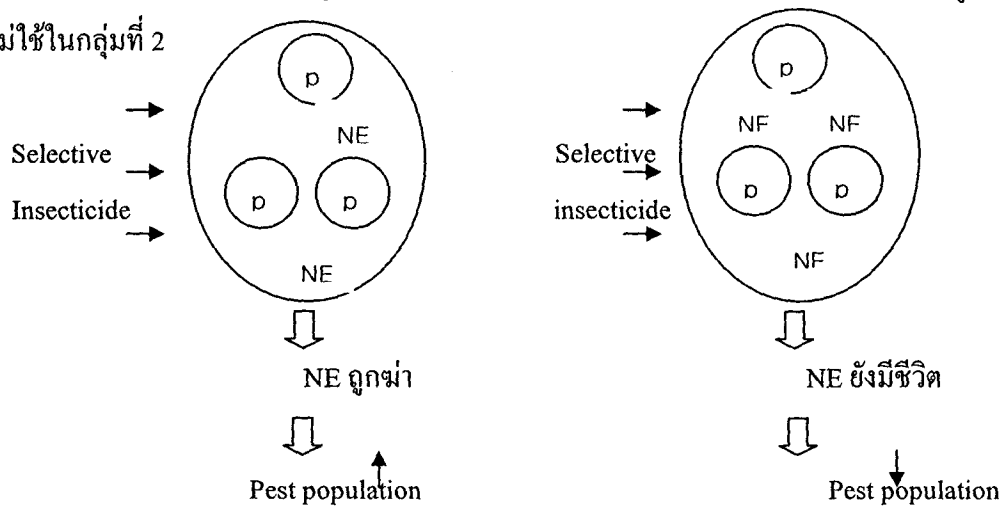 ม่ใช้ในกลุ่มที่ 2
p
NE
Selective
p p
Insecticide
NE
NE ถูกฆ่า
Pest population
p
NF NF
Selective
p p
insecticide
NF
NE ยังมีชีวิต
Pest population